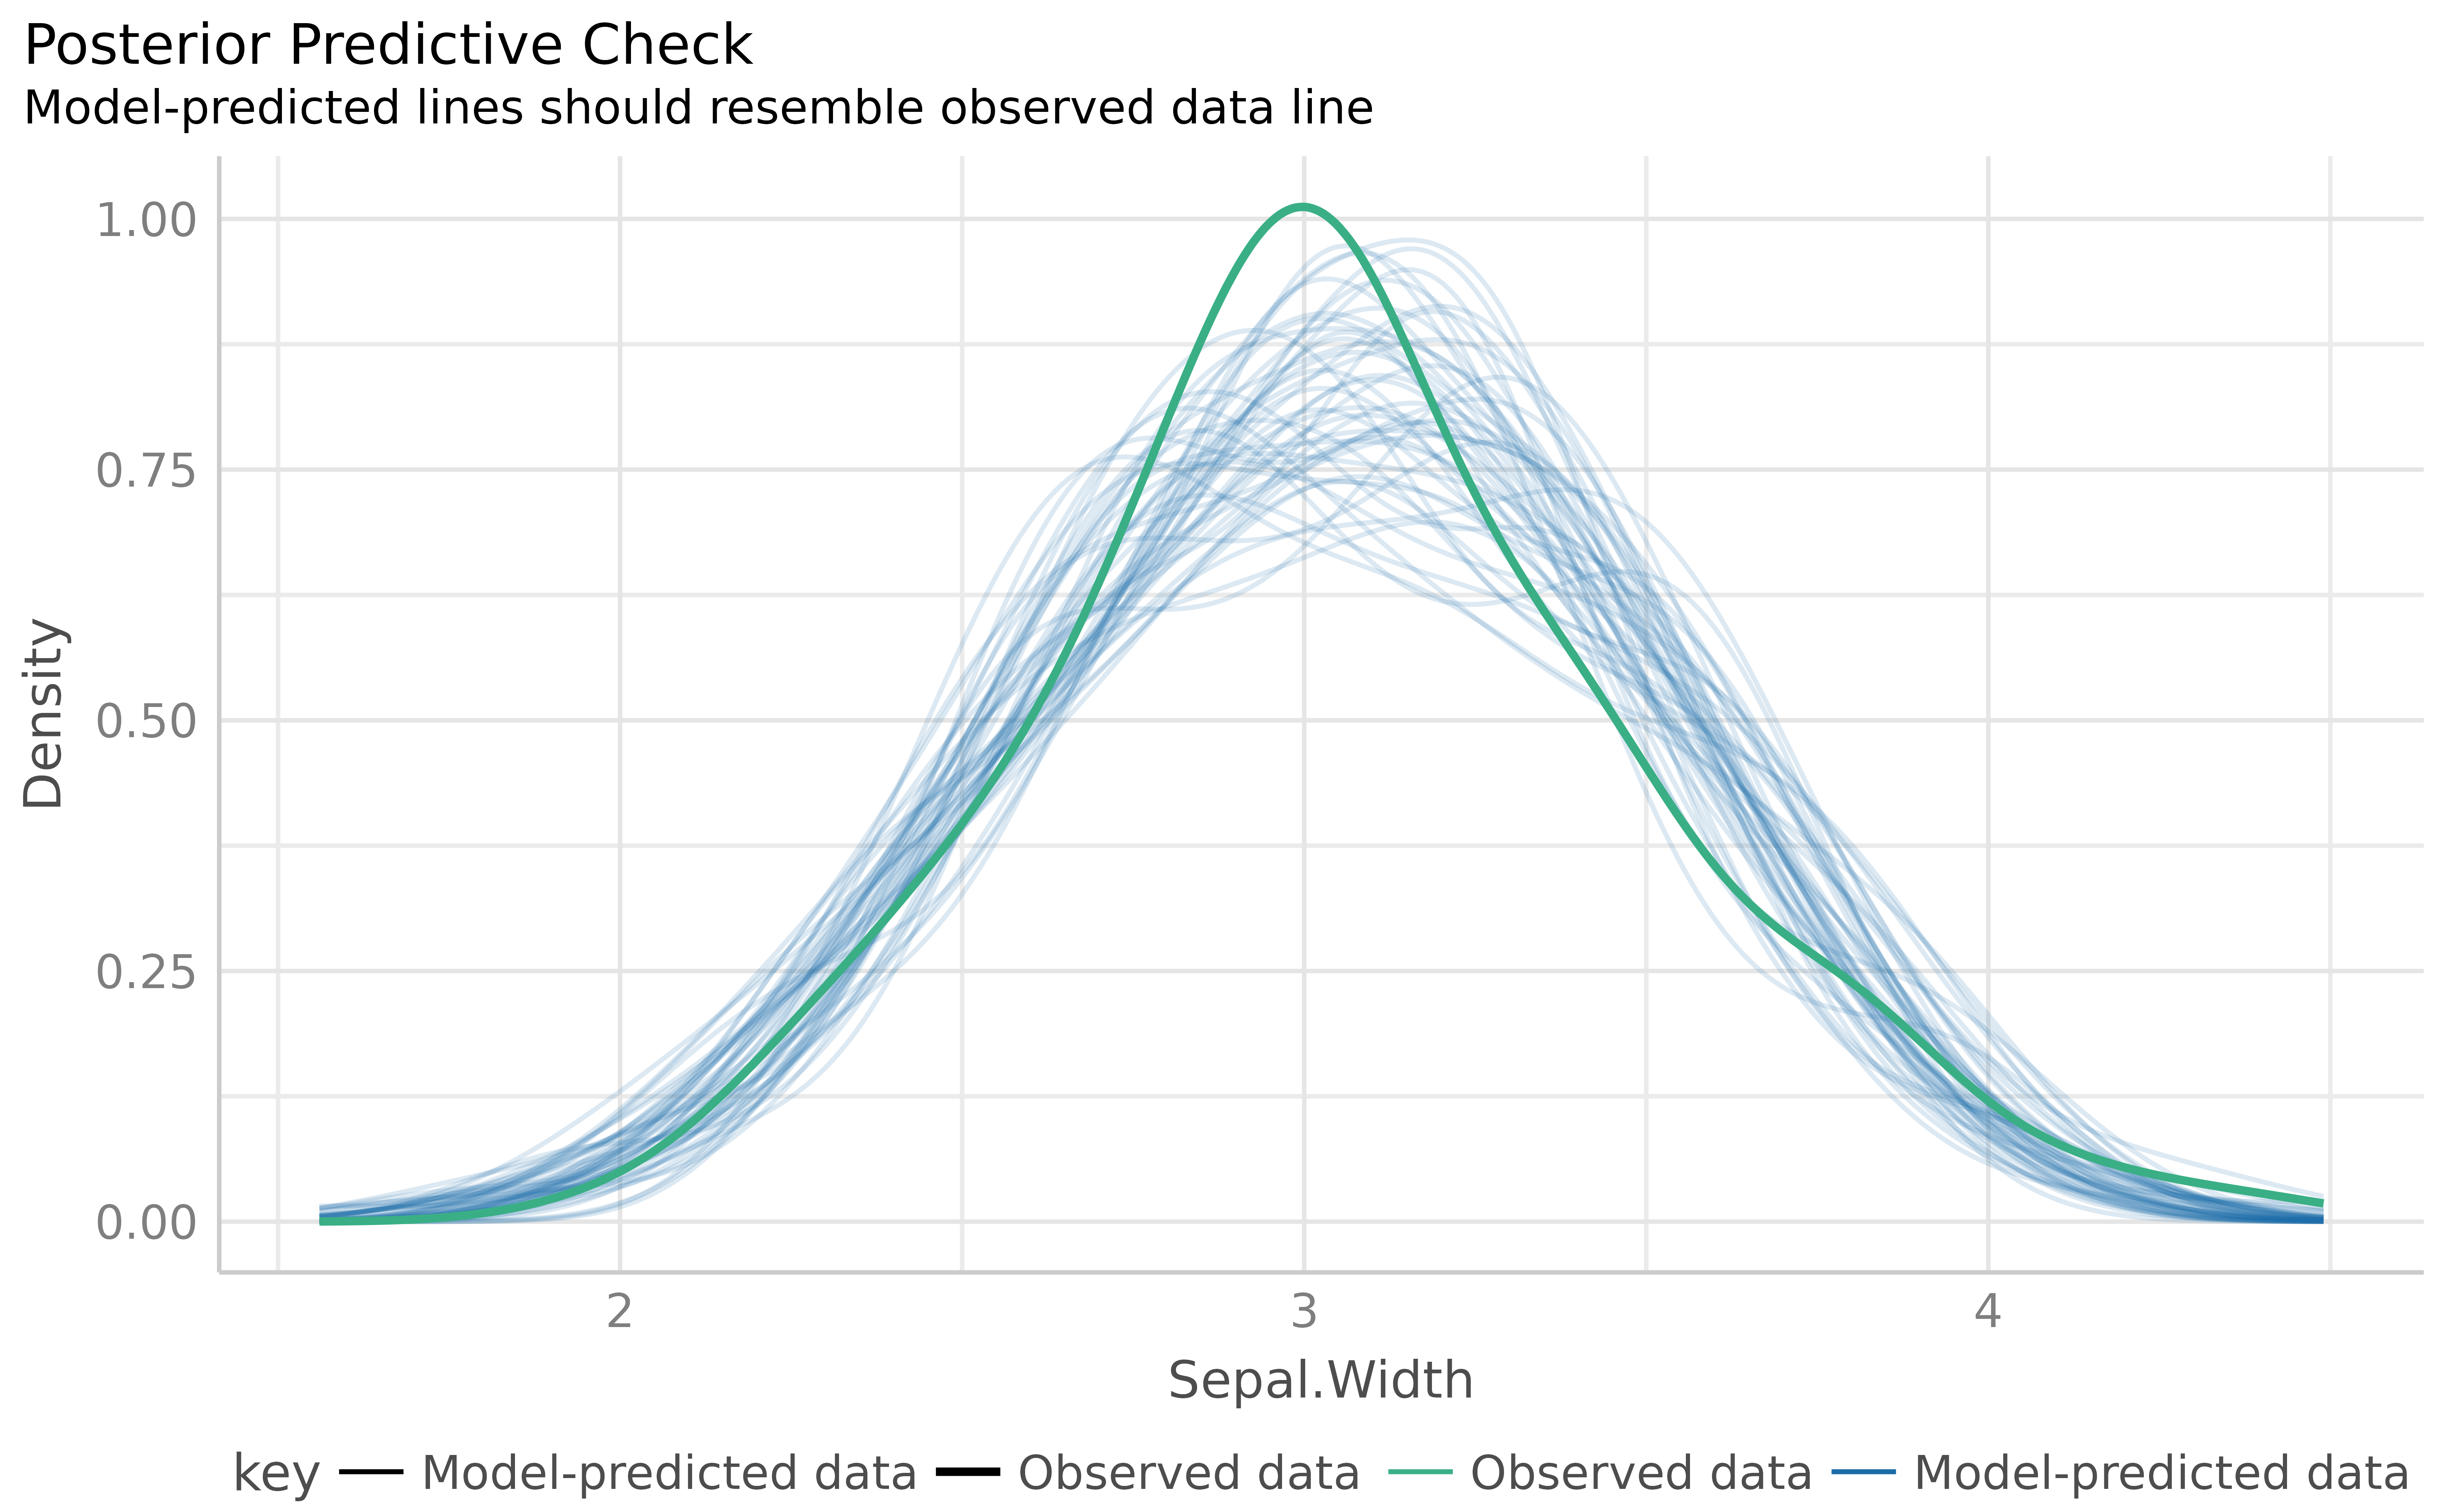 Posterior Predictive Check
Model-predicted lines should resemble observed data line
1.00
0.75
0.50
0.25
0.00
Density
2 3 4
Sepal.Width
key Model-predicted data Observed data Observed data Model-predicted data